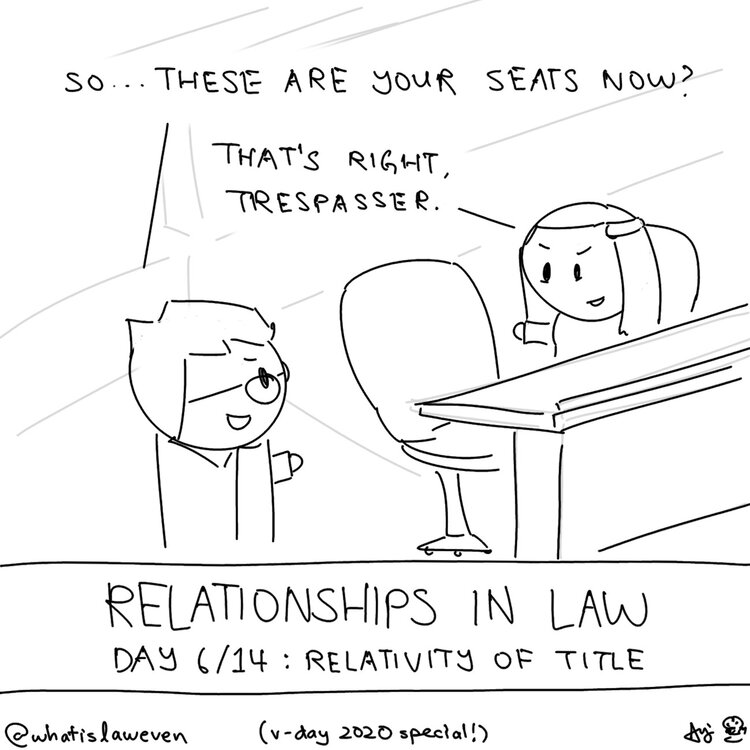 SO... THESE ARE YOUR SEATS NOW?
THAT'S RIGHT,
TRESPASSER.
RELATIONSHIPS IN LAW
DAY 6/14 : RELATIVITY OF TITLE
@whatislaweven (v-day 2020 special!)